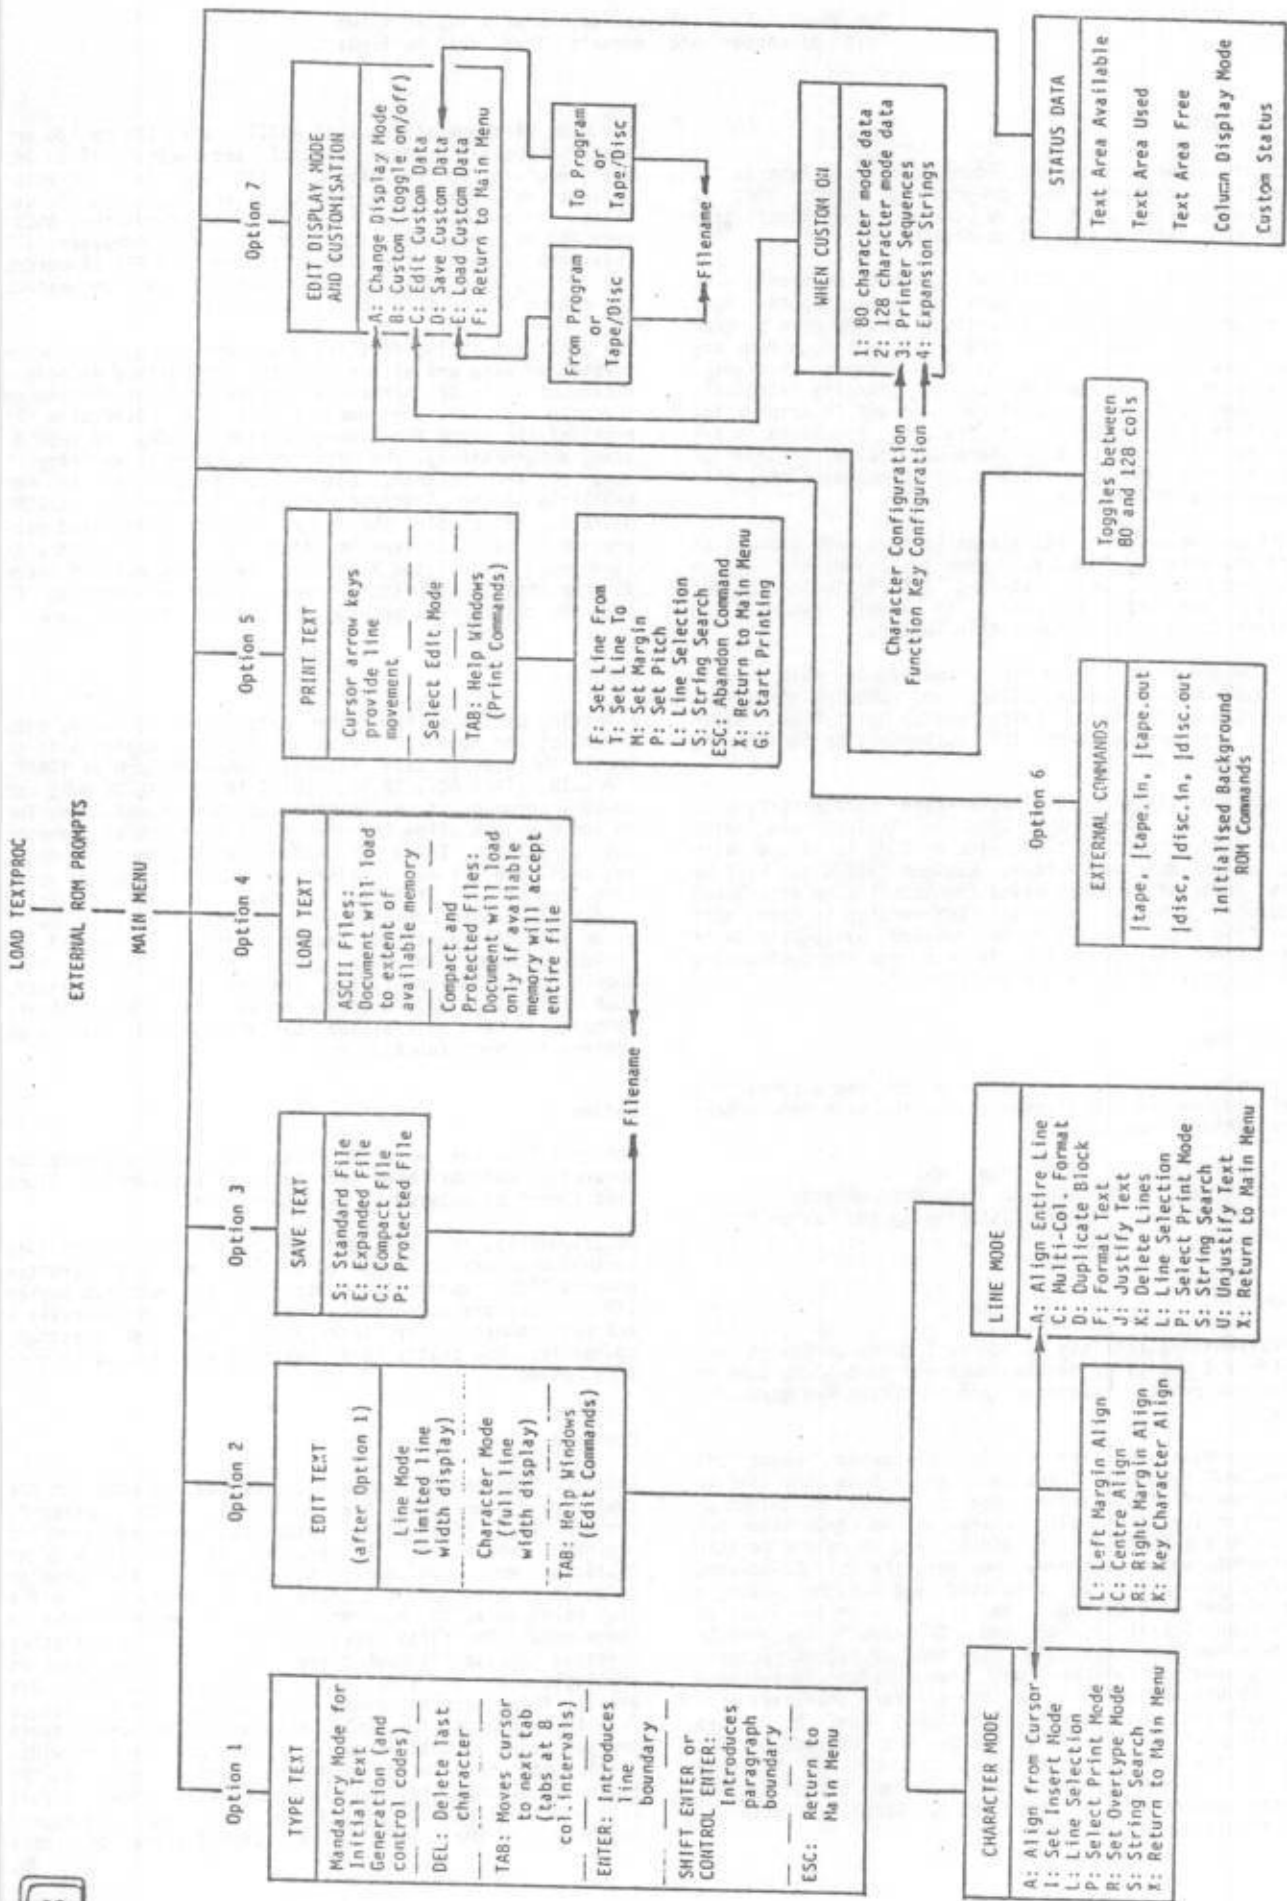 LOAD TEXTPROC
EXTERNAL ROM PROMPTS
MAIN MENU
Option 1
TYPE TEXT
Mandatory Mode for
Initial Text
Generation (and
control codes)
DEL: Delete last
character
TAB: Moves cursor
to next tab
(tabs at 8
col.intervals)
ENTER: Introduces
line
boundary
SHIFT ENTER or
CONTROL ENTER:
Introduces
paragraph
boundary
ESC: Return to
Main Menu
Option 2
EDIT TEXT
(after Option 1)
Line Mode
(limited line
width display)
Character Mode
(full line
width display)
TAB: Help Windows
(Edit Commands)
CHARACTER MODE
A: Align from Cursor
I: Set Insert Mode
L: Line Selection
P: Select Print Mode
R: Set Overtype Mode
S: String Search
X: Return to Main Menu
L: Left Margin Align
C: Centre Align
R: Right Margin Align
K: Key Character Align
LINE MODE
A: Align Entire Line
C: Multi-Col. Format
D: Duplicate Block
F: Format Text
J: Justify Text
K: Delete Lines
L: Line Selection
P: Select Print Mode
S: String Search
U: Unjustify Text
X: Return to Main Menu
Option 3
SAVE TEXT
S: Standard File
E: Expanded File
C: Compact File
P: Protected File
Filename
Option 4
LOAD TEXT
ASCII Files:
Document will load
to extent of
available memory
Compact and
Protected Files:
Document will load
only if available
memory will accept
entire file
Option 5
PRINT TEXT
Cursor arrow keys
provide line
movement
Select Edit Mode
TAB: Help Windows
(Print Commands)
F: Set Line From
T: Set Line To
M: Set Margin
P: Set Pitch
L: Line Selection
S: String Search
ESC: Abandon Command
X: Return to Main Menu
G: Start Printing
Option 6
EXTERNAL COMMANDS
|tape, |tape.in, |tape.out
|disc, |disc.in, |disc.out
Initialised Background
ROM Commands
Option 7
EDIT DISPLAY MODE
AND CUSTOMISATION
A: Change Display Mode
B: Custom (toggle on/off)
C: Edit Custom Data
D: Save Custom Data
E: Load Custom Data
F: Return to Main Menu
From Program
or
Tape/Disc
To Program
or
Tape/Disc
Filename
WHEN CUSTOM ON
1: 80 character mode data
2: 128 character mode data
3: Printer Sequences
4: Expansion Strings
Character Configuration
Function Key Configuration
Toggles between
80 and 128 cols
STATUS DATA
Text Area Available
Text Area Used
Text Area Free
Column Display Mode
Custom Status